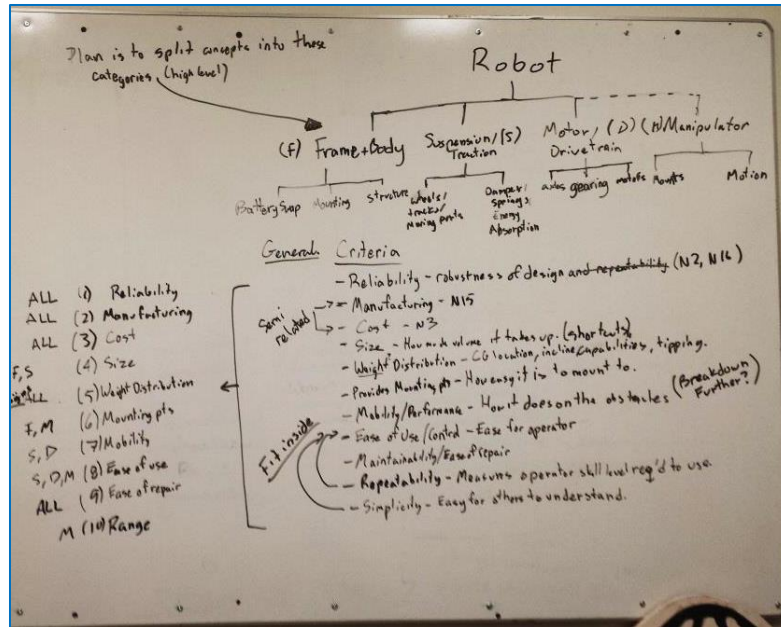 Plan is to split concepts into these
categories (high level)
Robot
(F) Frame+Body
Suspension/(S)
Traction
Motor/(D)
Drivetrain
(M) Manipulator
Battery Swap
Mounting
Structure
Wheels/
tracks/
Moving parts
Damper/
Springs
Energy
Absorption
axles
gearing
motors
Mounts
Motion
General Criteria
- Reliability - robustness of design and repeatability (N2, N16)
- Manufacturing - N15
- Cost - N3
Semi
related
- Size - How much volume it takes up. (shortcuts)
- Weight Distribution - CG location, incline capabilities, tipping.
- Provides Mounting pts - How easy it is to mount to.
- Mobility/Performance - How it does on the obstacles (Breakdown
Further?)
- Ease of Use/Control - Ease for operator
- Maintainability/Ease of repair
- Repeatability - Measures operator skill level req'd to use.
- Simplicity - Easy for others to understand.
Fit inside
ALL (1) Reliability
ALL (2) Manufacturing
ALL (3) Cost
F, S (4) Size
ALL (5) Weight Distribution
F, M (6) Mounting pts
S, D (7) Mobility
S, D, M (8) Ease of use
ALL (9) Ease of repair
M (10) Range